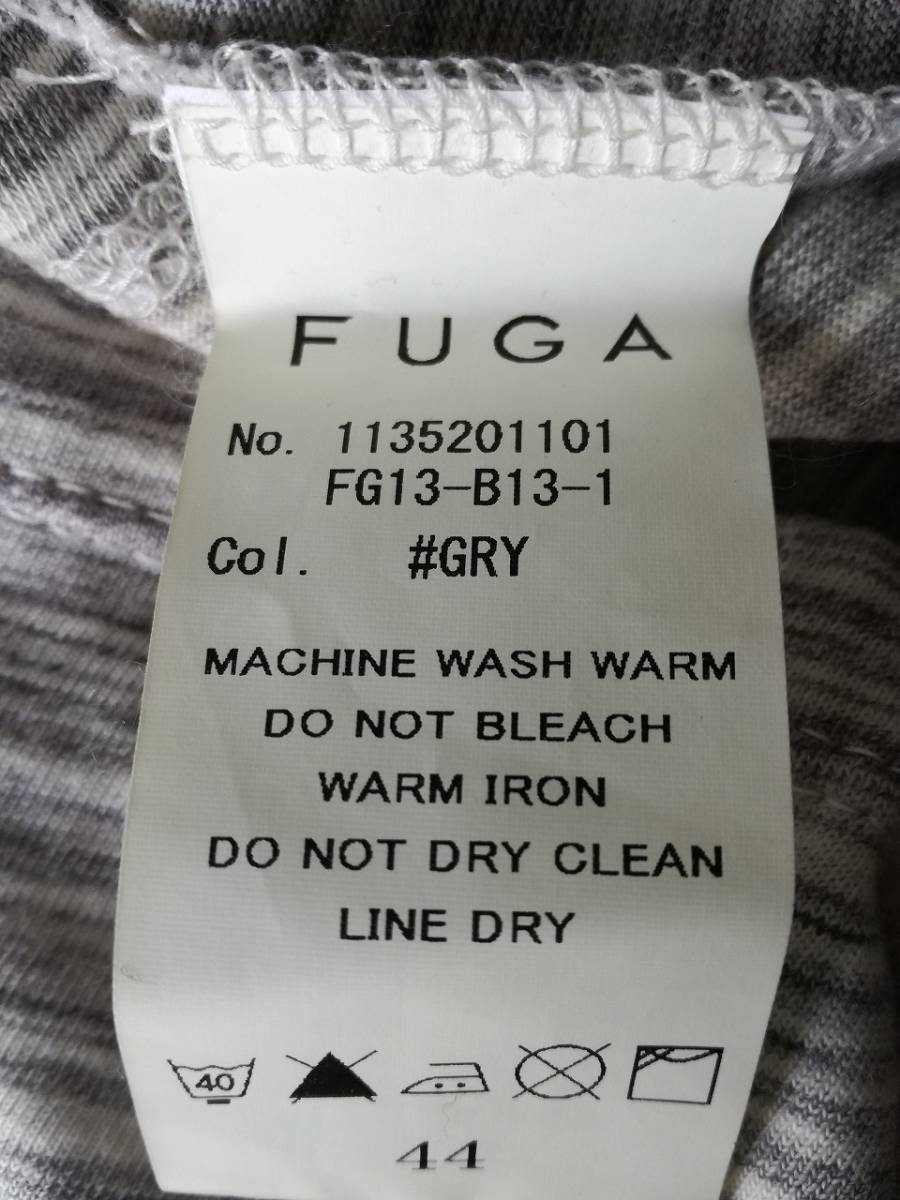 FUGA
No. 1135201101
FG13-B13-1
Col. #GRY
MACHINE WASH WARM
DO NOT BLEACH
WARM IRON
DO NOT DRY CLEAN
LINE DRY
40
44